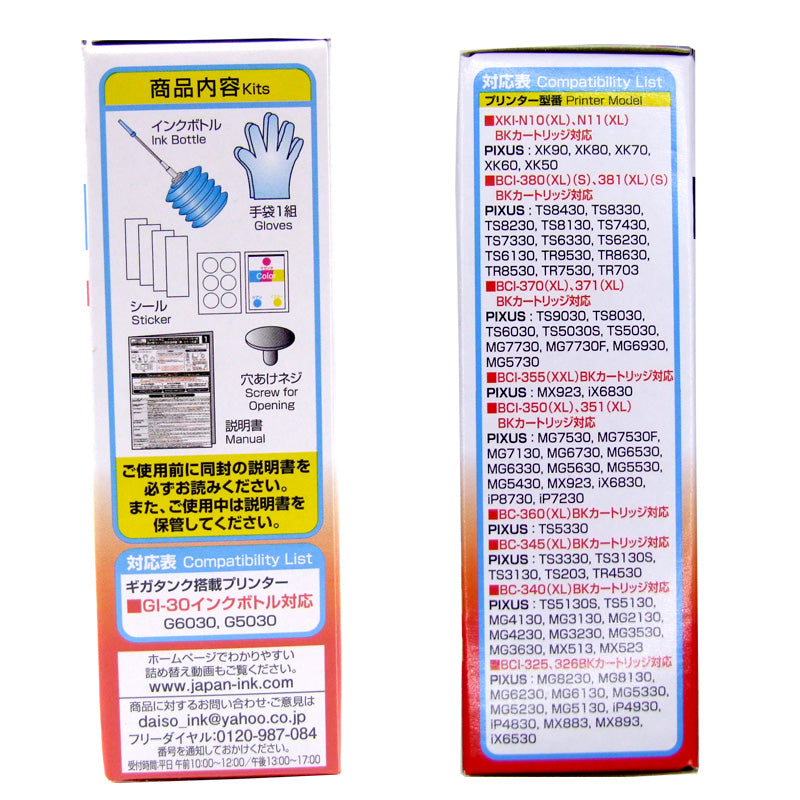 商品内容 Kits
インクボトル
Ink Bottle
手袋1組
Gloves
シール
Sticker
Color
穴あけネジ
Screw for
Opening
説明書
Manual
ご使用前に同封の説明書を
必ずお読みください。
また、ご使用中は説明書を
保管してください。
対応表 Compatibility List
ギガタンク搭載プリンター
■GI-30インクボトル対応
G6030, G5030
ホームページでわかりやすい
詰め替え動画もご覧ください。
www.japan-ink.com
商品に対するお問い合わせ・ご意見は
daiso_ink@yahoo.co.jp
フリーダイヤル:0120-987-084
番号を通知しておかけください。
受付時間:平日 午前10:00〜12:00/午後13:00〜17:00
対応表 Compatibility List
プリンター型番 Printer Model
■XKI-N10(XL)、N11(XL)
BKカートリッジ対応
PIXUS : XK90, XK80, XK70,
XK60, XK50
■BCI-380(XL)(S)、381(XL)(S)
BKカートリッジ対応
PIXUS : TS8430, TS8330,
TS8230, TS8130, TS7430,
TS7330, TS6330, TS6230,
TS6130, TR9530, TR8630,
TR8530, TR7530, TR703
■BCI-370(XL)、371(XL)
BKカートリッジ対応
PIXUS : TS9030, TS8030,
TS6030, TS5030S, TS5030,
MG7730, MG7730F, MG6930,
MG5730
■BCI-355(XXL)BKカートリッジ対応
PIXUS : MX923, iX6830
■BCI-350(XL)、351(XL)
BKカートリッジ対応
PIXUS : MG7530, MG7530F,
MG7130, MG6730, MG6530,
MG6330, MG5630, MG5530,
MG5430, MX923, iX6830,
iP8730, iP7230
■BC-360(XL)BKカートリッジ対応
PIXUS : TS5330
■BC-345(XL)BKカートリッジ対応
PIXUS : TS3330, TS3130S,
TS3130, TS203, TR4530
■BC-340(XL)BKカートリッジ対応
PIXUS : TS5130S, TS5130,
MG4130, MG3130, MG2130,
MG4230, MG3230, MG3530,
MG3630, MX513, MX523
■BCI-325、326BKカートリッジ対応
PIXUS : MG8230, MG8130,
MG6230, MG6130, MG5330,
MG5230, MG5130, iP4930,
iP4830, MX883, MX893,
iX6530